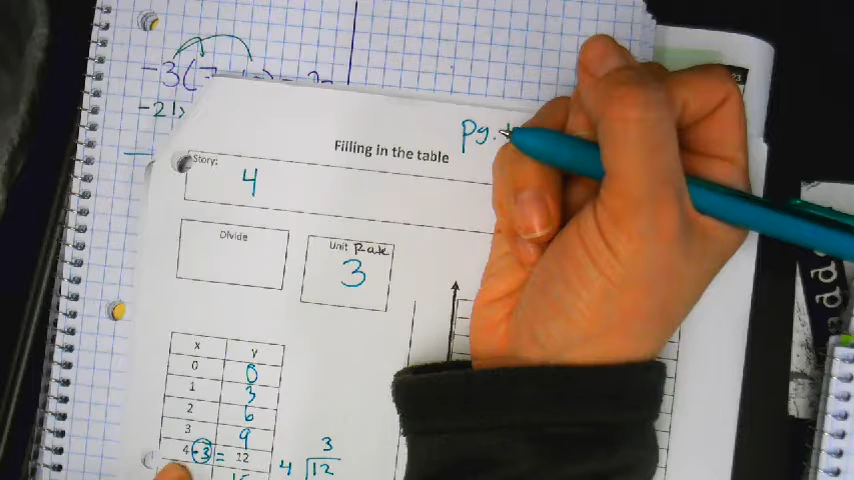 -3(
-21
23
pg.
Filling in the table
Story:
4
Divide
Unit Rate
3
x y
0 0
1 3
2 6
3 9
4 ·3 = 12
3
4 12